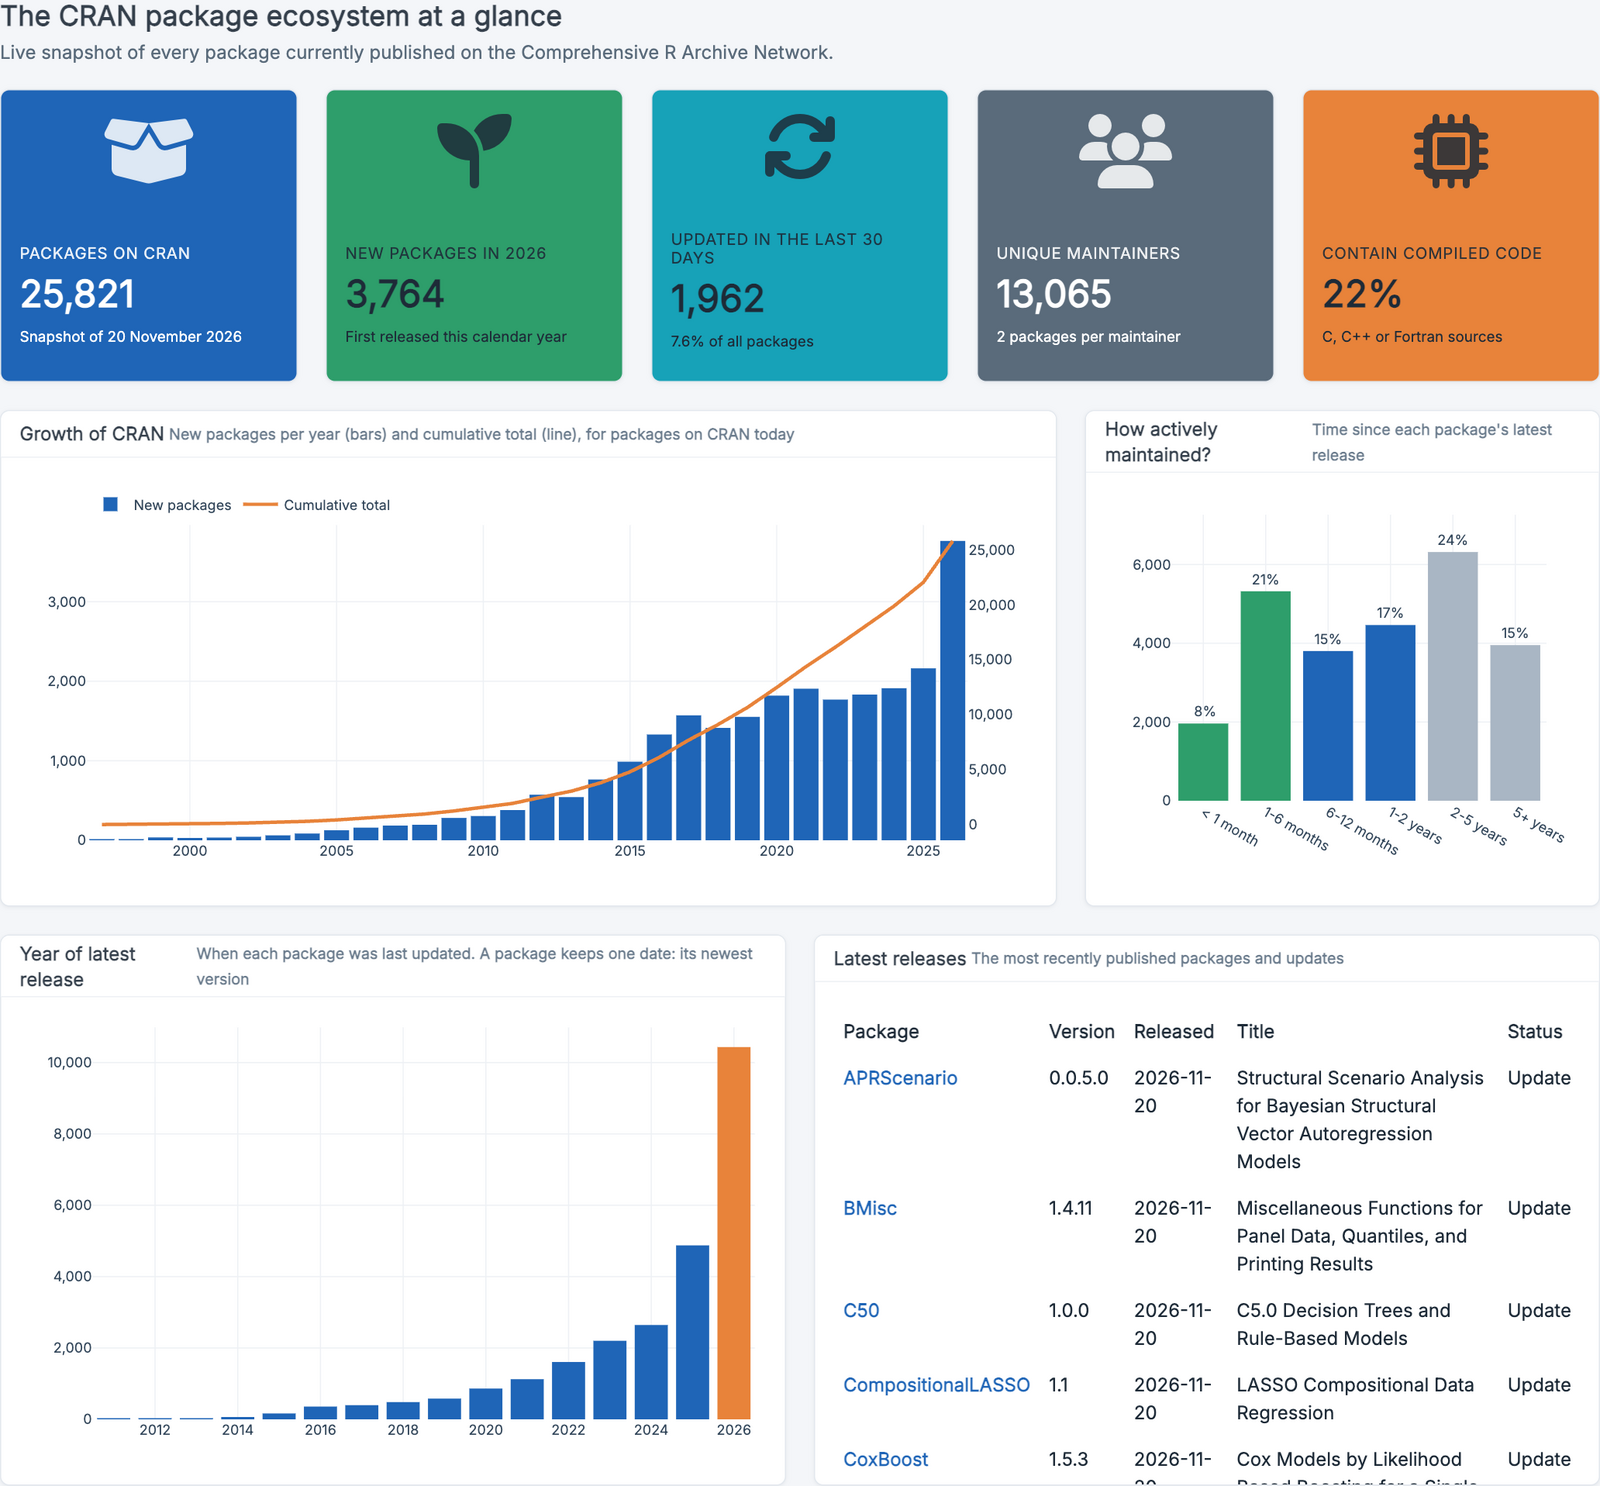 The CRAN package ecosystem at a glance
Live snapshot of every package currently published on the Comprehensive R Archive Network.
PACKAGES ON CRAN
25,821
Snapshot of 20 November 2026
NEW PACKAGES IN 2026
3,764
First released this calendar year
UPDATED IN THE LAST 30
DAYS
1,962
7.6% of all packages
UNIQUE MAINTAINERS
13,065
2 packages per maintainer
CONTAIN COMPILED CODE
22%
C, C++ or Fortran sources
Growth of CRAN New packages per year (bars) and cumulative total (line), for packages on CRAN today
New packages Cumulative total
3,000
2,000
1,000
0
25,000
20,000
15,000
10,000
5,000
0
2000 2005 2010 2015 2020 2025
How actively
maintained?
Time since each package's latest
release
6,000
4,000
2,000
0
8% 21% 15% 17% 24% 15%
< 1 month 1-6 months 6-12 months 1-2 years 2-5 years 5+ years
Year of latest
release
When each package was last updated. A package keeps one date: its newest
version
10,000
8,000
6,000
4,000
2,000
0
2012 2014 2016 2018 2020 2022 2024 2026
Latest releases The most recently published packages and updates
Package Version Released Title Status
APRScenario 0.0.5.0 2026-11- Structural Scenario Analysis Update
20 for Bayesian Structural
Vector Autoregression
Models
BMisc 1.4.11 2026-11- Miscellaneous Functions for Update
20 Panel Data, Quantiles, and
Printing Results
C50 1.0.0 2026-11- C5.0 Decision Trees and Update
20 Rule-Based Models
CompositionalLASSO 1.1 2026-11- LASSO Compositional Data Update
20 Regression
CoxBoost 1.5.3 2026-11- Cox Models by Likelihood Update